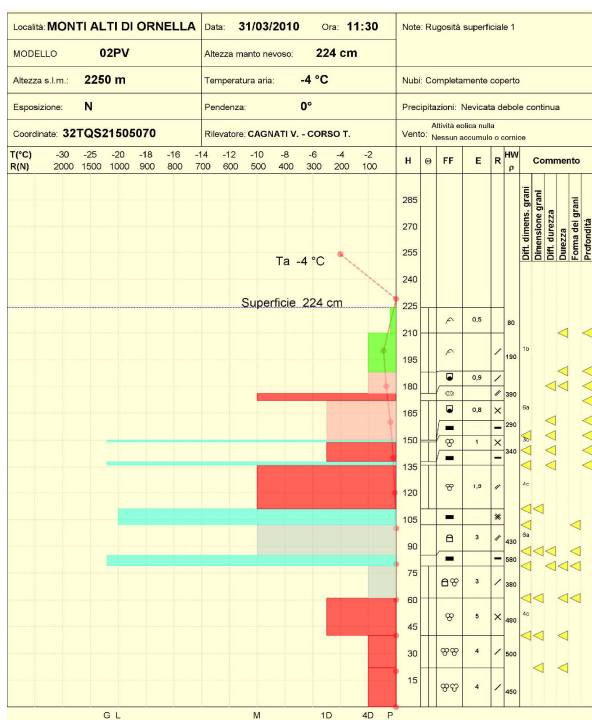 Località: MONTI ALTI DI ORNELLA Data: 31/03/2010 Ora: 11:30 Note: Rugosità superficiale 1
MODELLO 02PV Altezza manto nevoso: 224 cm
Altezza s.l.m.: 2250 m Temperatura aria: -4 °C Nubi: Completamente coperto
Esposizione: N Pendenza: 0° Precipitazioni: Nevicata debole continua
Coordinate: 32TQS21505070 Rilevatore: CAGNATI V. - CORSO T. Vento: Attività eolica nulla
Nessun accumulo o cornice
T(°C) -30 -25 -20 -18 -16 -14 -12 -10 -8 -6 -4 -2 H Θ FF E R HW Commento
R(N) 2000 1500 1000 900 800 700 600 500 400 300 200 100 ρ
Diff. dimens. grani
Dimensione grani
Diff. durezza
Durezza
Forma dei grani
Profondità
285
270
Ta -4 °C 255
240
Superficie 224 cm 225
0,5 80
210
190 1b
195
0,9
180
390
165 0,8 6a
290
150 1 3b
340
135
120 1,0 4c
105
3 430 6a
90
580
75
3 380
60
5 480 4c
45
30 4 500
15 4 450
G L M 1D 4D P